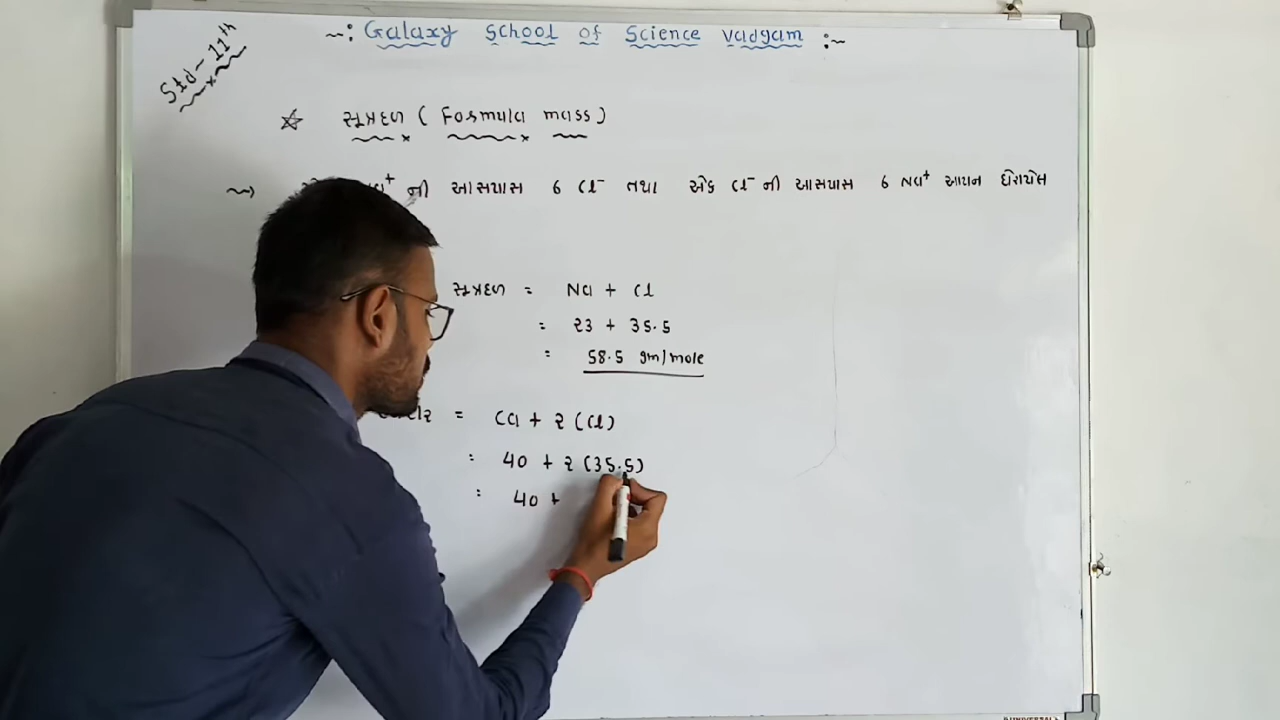 ~: Galaxy School of Science Vadgam :~
Std - 11th
☆ સૂત્રદળ ( Formula mass )
ની આસપાસ 6 Cl⁻ તથા એક Cl⁻ ની આસપાસ 6 Na⁺ આયન ઘેરાયેલ
સૂત્રદળ = Na + Cl
: 23 + 35.5
= 58.5 gm/mole
= Ca + 2 (Cl)
: 40 + 2 (35.5)
: 40 +